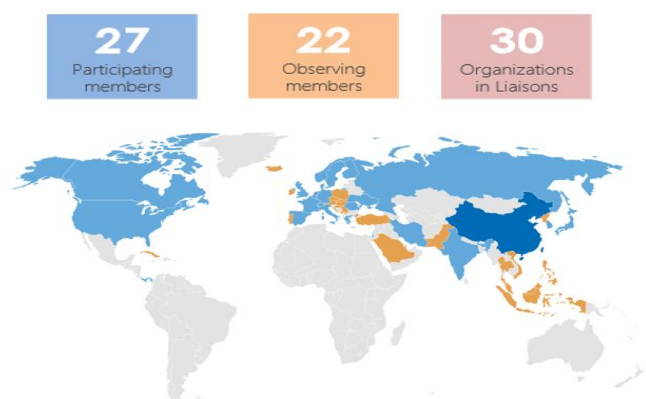 27
Participating
members
22
Observing
members
30
Organizations
in Liaisons